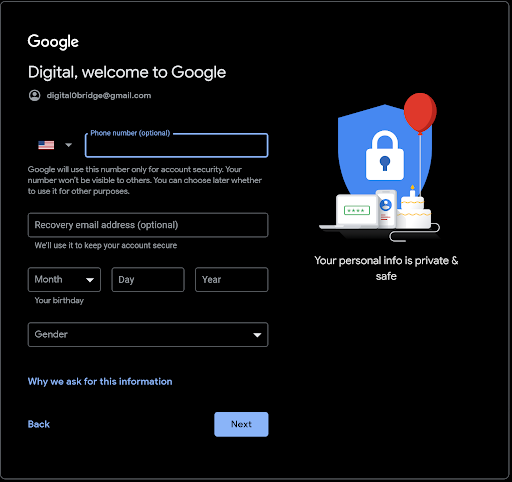 Google
Digital, welcome to Google
digital0bridge@gmail.com
Phone number (optional)
Google will use this number only for account security. Your
number won't be visible to others. You can choose later whether
to use it for other purposes.
Recovery email address (optional)
We'll use it to keep your account secure
Month Day Year
Your birthday
Gender
Why we ask for this information
Back Next
****
Your personal info is private &
safe